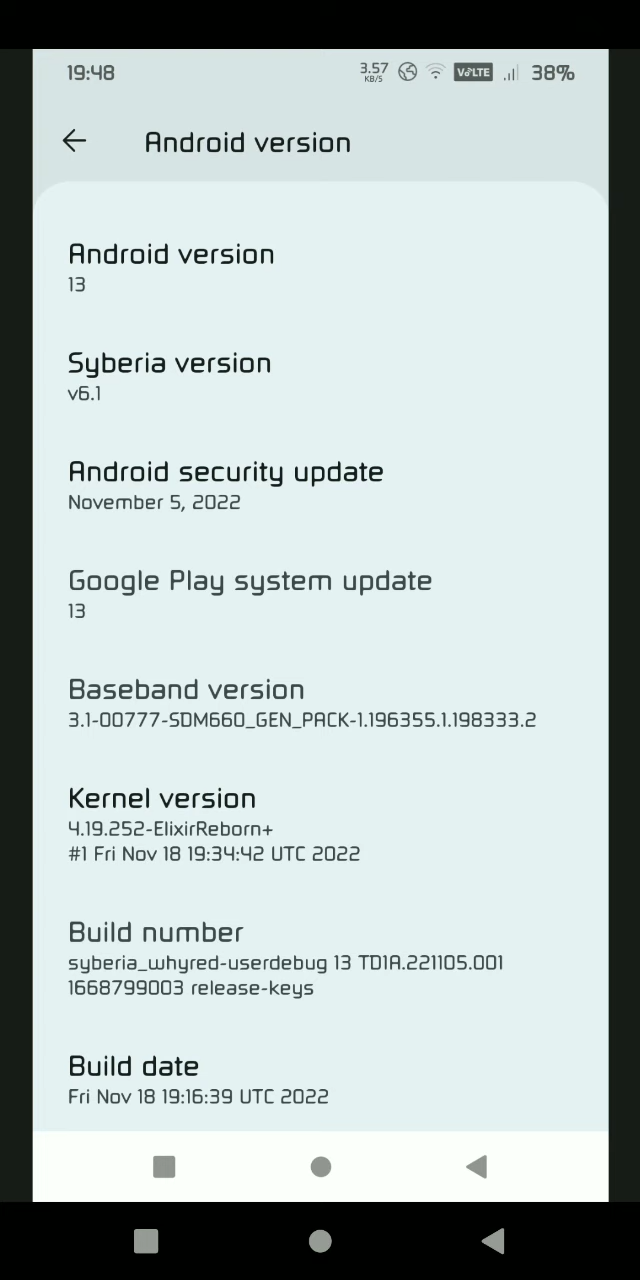 19:48 3.57 KB/S VoLTE 38%
Android version
Android version
13
Syberia version
v6.1
Android security update
November 5, 2022
Google Play system update
13
Baseband version
3.1-00777-SDM660_GEN_PACK-1.196355.1.198333.2
Kernel version
4.19.252-ElixirReborn+
#1 Fri Nov 18 19:34:42 UTC 2022
Build number
syberia_whyred-userdebug 13 TD1A.221105.001
1668799003 release-keys
Build date
Fri Nov 18 19:16:39 UTC 2022